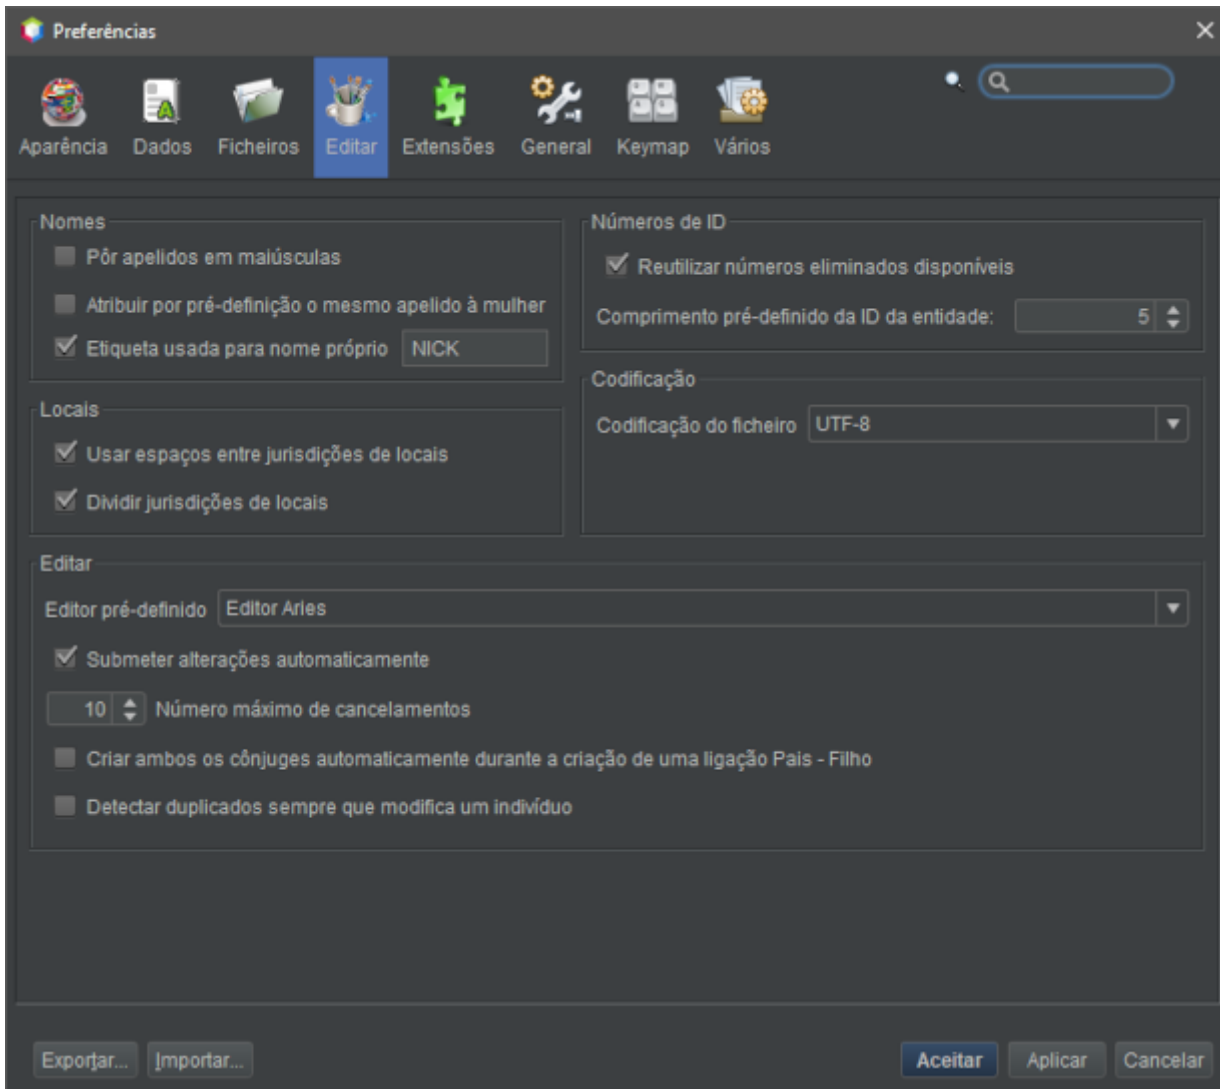 Preferências
Aparência Dados Ficheiros Editar Extensões General Keymap Vários
Nomes
Pôr apelidos em maiúsculas
Atribuir por pré-definição o mesmo apelido à mulher
Etiqueta usada para nome próprio NICK
Números de ID
Reutilizar números eliminados disponíveis
Comprimento pré-definido da ID da entidade: 5
Locais
Usar espaços entre jurisdições de locais
Dividir jurisdições de locais
Codificação
Codificação do ficheiro UTF-8
Editar
Editor pré-definido Editor Aries
Submeter alterações automaticamente
10 Número máximo de cancelamentos
Criar ambos os cônjuges automaticamente durante a criação de uma ligação Pais - Filho
Detectar duplicados sempre que modifica um indivíduo
Exportar... Importar... Aceitar Aplicar Cancelar